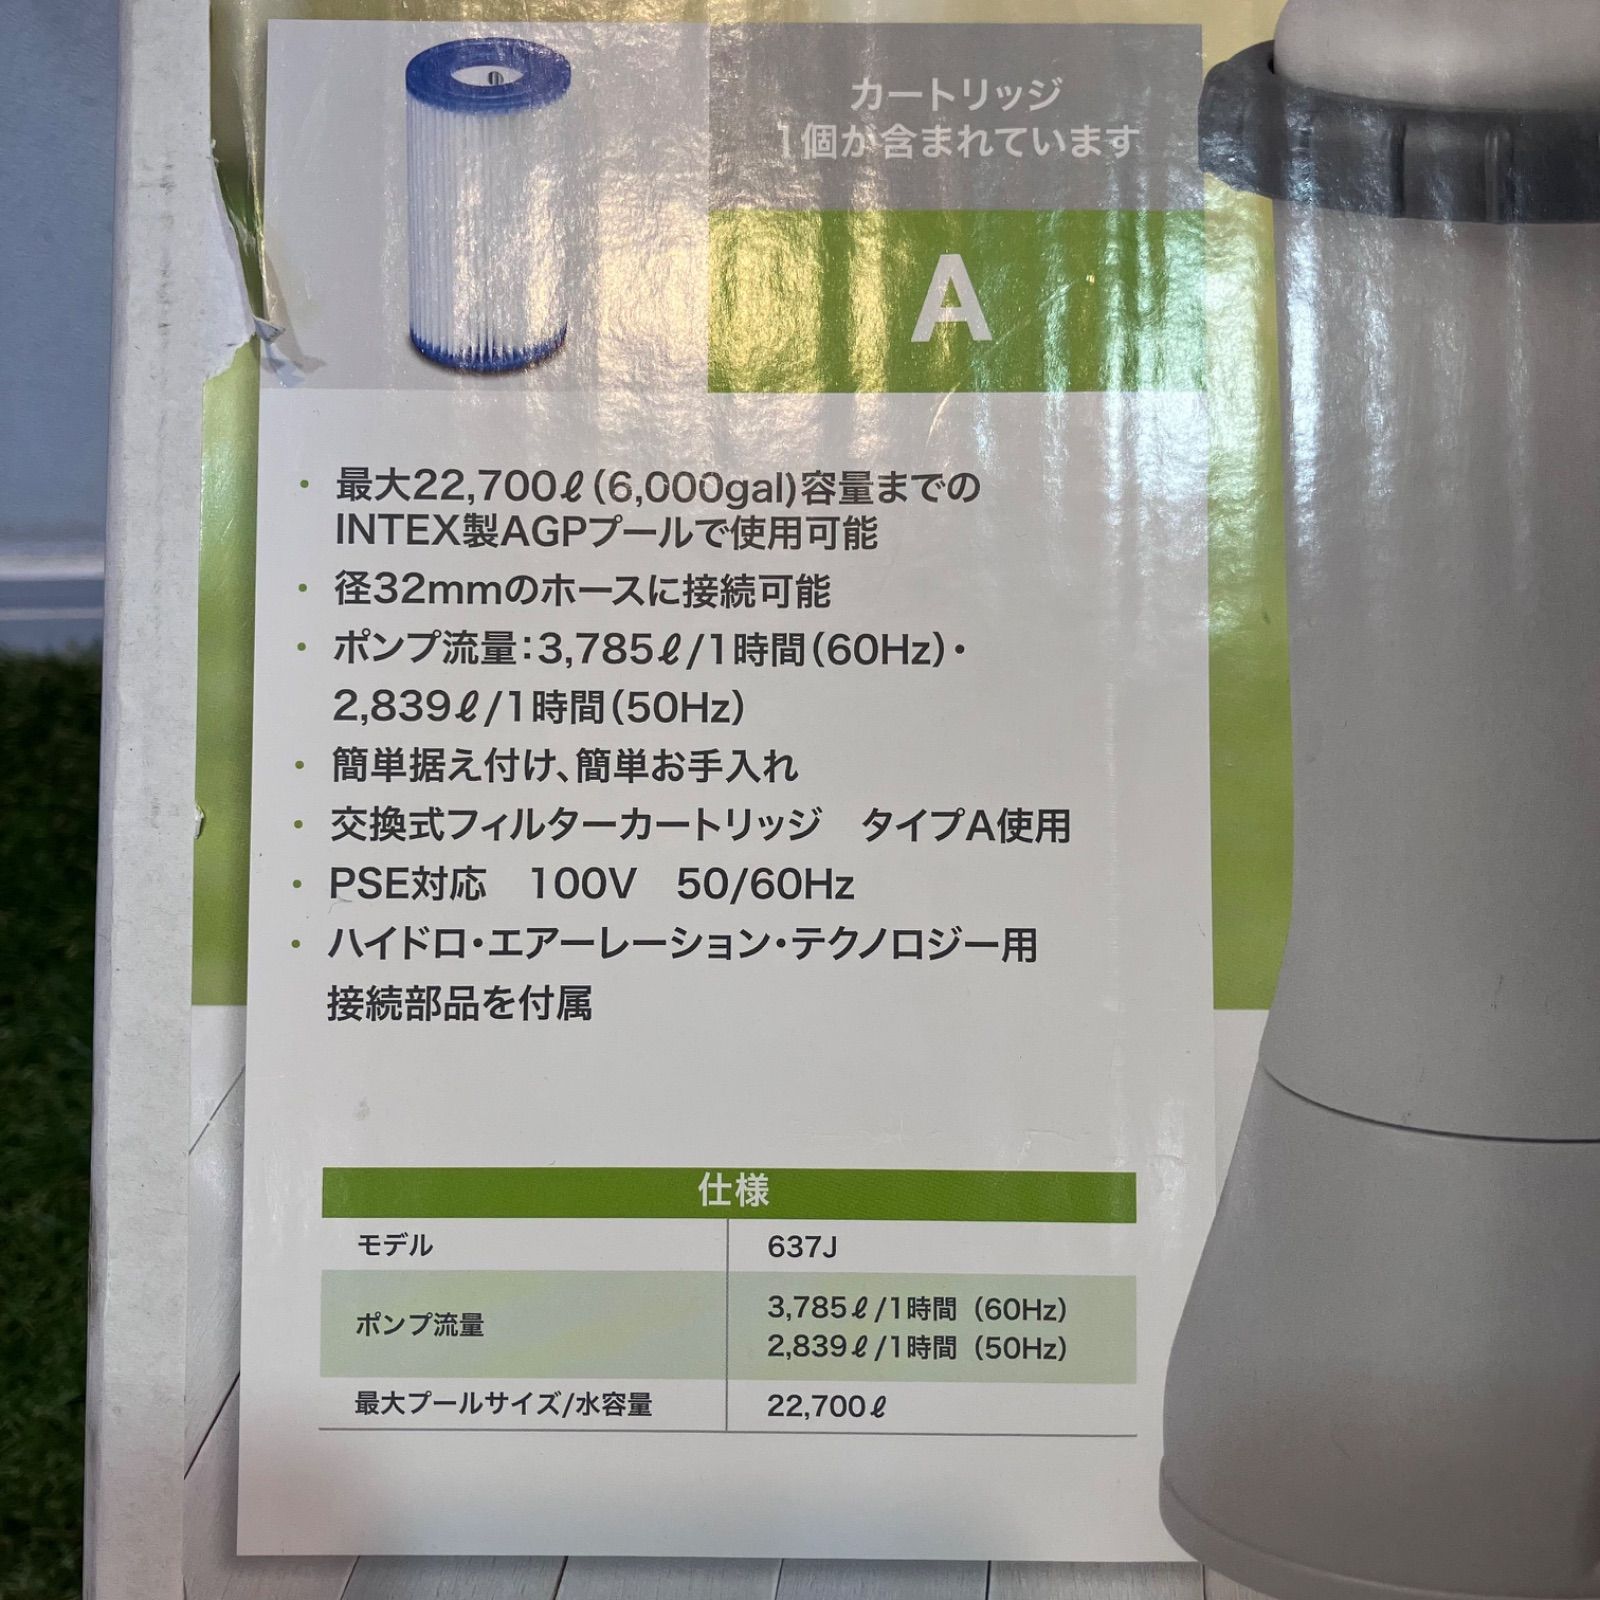 カートリッジ
1個が含まれています
A
・ 最大22,700ℓ(6,000gal)容量までの
INTEX製AGPプールで使用可能
・ 径32mmのホースに接続可能
・ ポンプ流量：3,785ℓ/1時間（60Hz）・
2,839ℓ/1時間（50Hz）
・ 簡単据え付け、簡単お手入れ
・ 交換式フィルターカートリッジ　タイプA使用
・ PSE対応　100V　50/60Hz
・ ハイドロ・エアーレーション・テクノロジー用
接続部品を付属
仕様
モデル 637J
ポンプ流量 3,785ℓ/1時間（60Hz）
2,839ℓ/1時間（50Hz）
最大プールサイズ/水容量 22,700ℓ